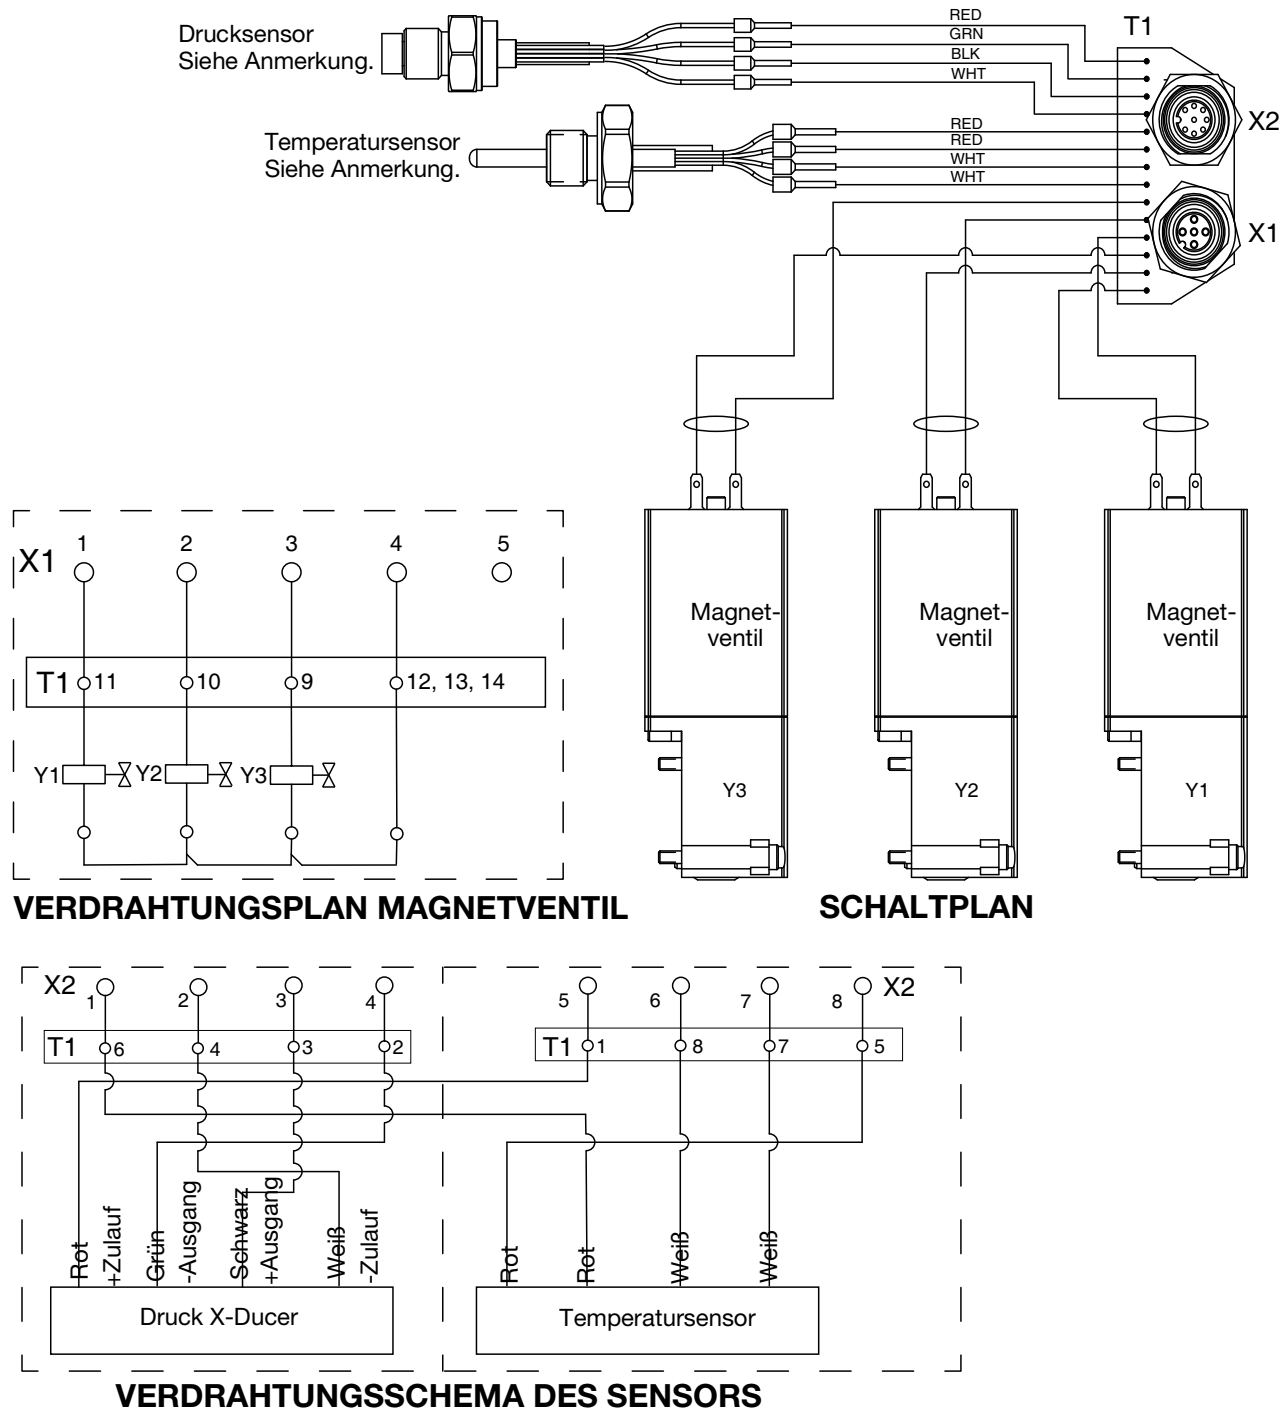 Drucksensor
Siehe Anmerkung.
RED
GRN
BLK
WHT
T1
X2
Temperatursensor
Siehe Anmerkung.
RED
RED
WHT
WHT
X1
X1
1 2 3 4 5
T1 11 10 9 12, 13, 14
Y1 Y2 Y3
Magnet-
ventil
Y3
Magnet-
ventil
Y2
Magnet-
ventil
Y1
VERDRAHTUNGSPLAN MAGNETVENTIL
SCHALTPLAN
X2 1 2 3 4
T1 6 4 3 2
5 6 7 8 X2
T1 1 8 7 5
Rot
+Zulauf
Grün
-Ausgang
Schwarz
+Ausgang
Weiß
-Zulauf
Rot
Rot
Weiß
Weiß
Druck X-Ducer
Temperatursensor
VERDRAHTUNGSSCHEMA DES SENSORS